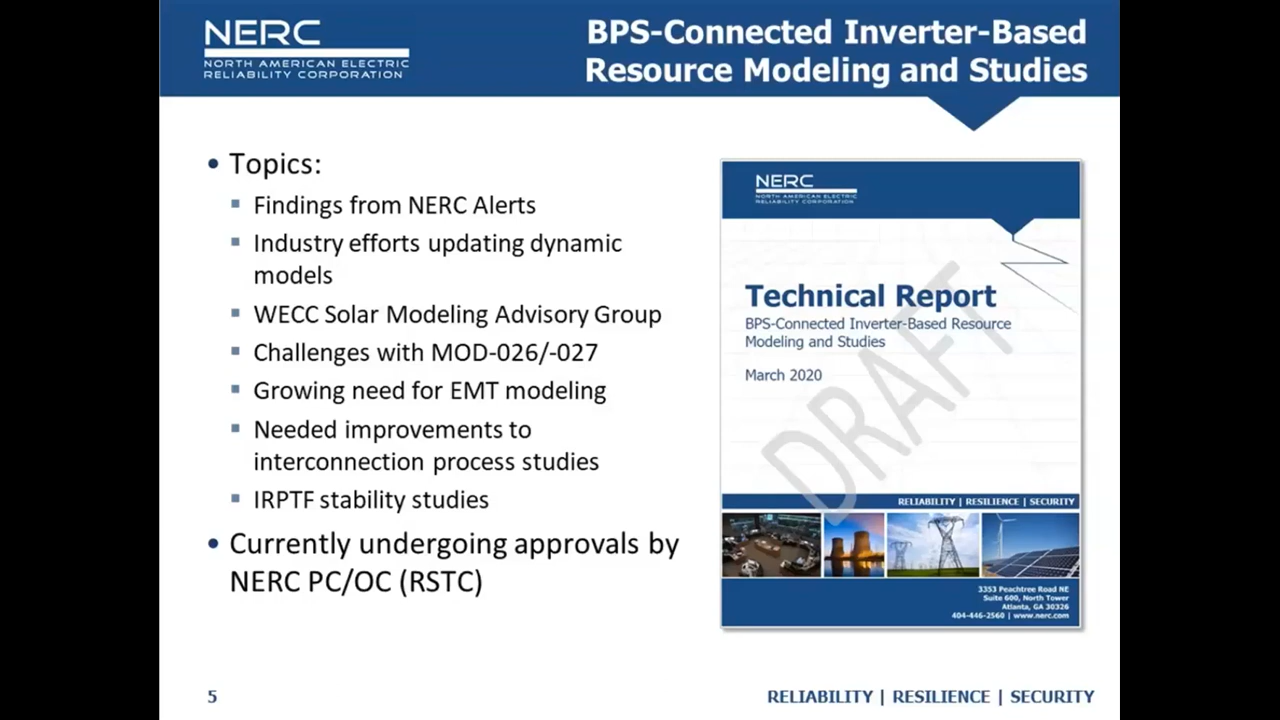 NERC
NORTH AMERICAN ELECTRIC
RELIABILITY CORPORATION
BPS-Connected Inverter-Based
Resource Modeling and Studies
• Topics:
▪ Findings from NERC Alerts
▪ Industry efforts updating dynamic
models
▪ WECC Solar Modeling Advisory Group
▪ Challenges with MOD-026/-027
▪ Growing need for EMT modeling
▪ Needed improvements to
interconnection process studies
▪ IRPTF stability studies
• Currently undergoing approvals by
NERC PC/OC (RSTC)
NERC
NORTH AMERICAN ELECTRIC
RELIABILITY CORPORATION
Technical Report
BPS-Connected Inverter-Based Resource
Modeling and Studies
March 2020
DRAFT
RELIABILITY | RESILIENCE | SECURITY
3353 Peachtree Road NE
Suite 600, North Tower
Atlanta, GA 30326
404-446-2560 | www.nerc.com
5
RELIABILITY | RESILIENCE | SECURITY